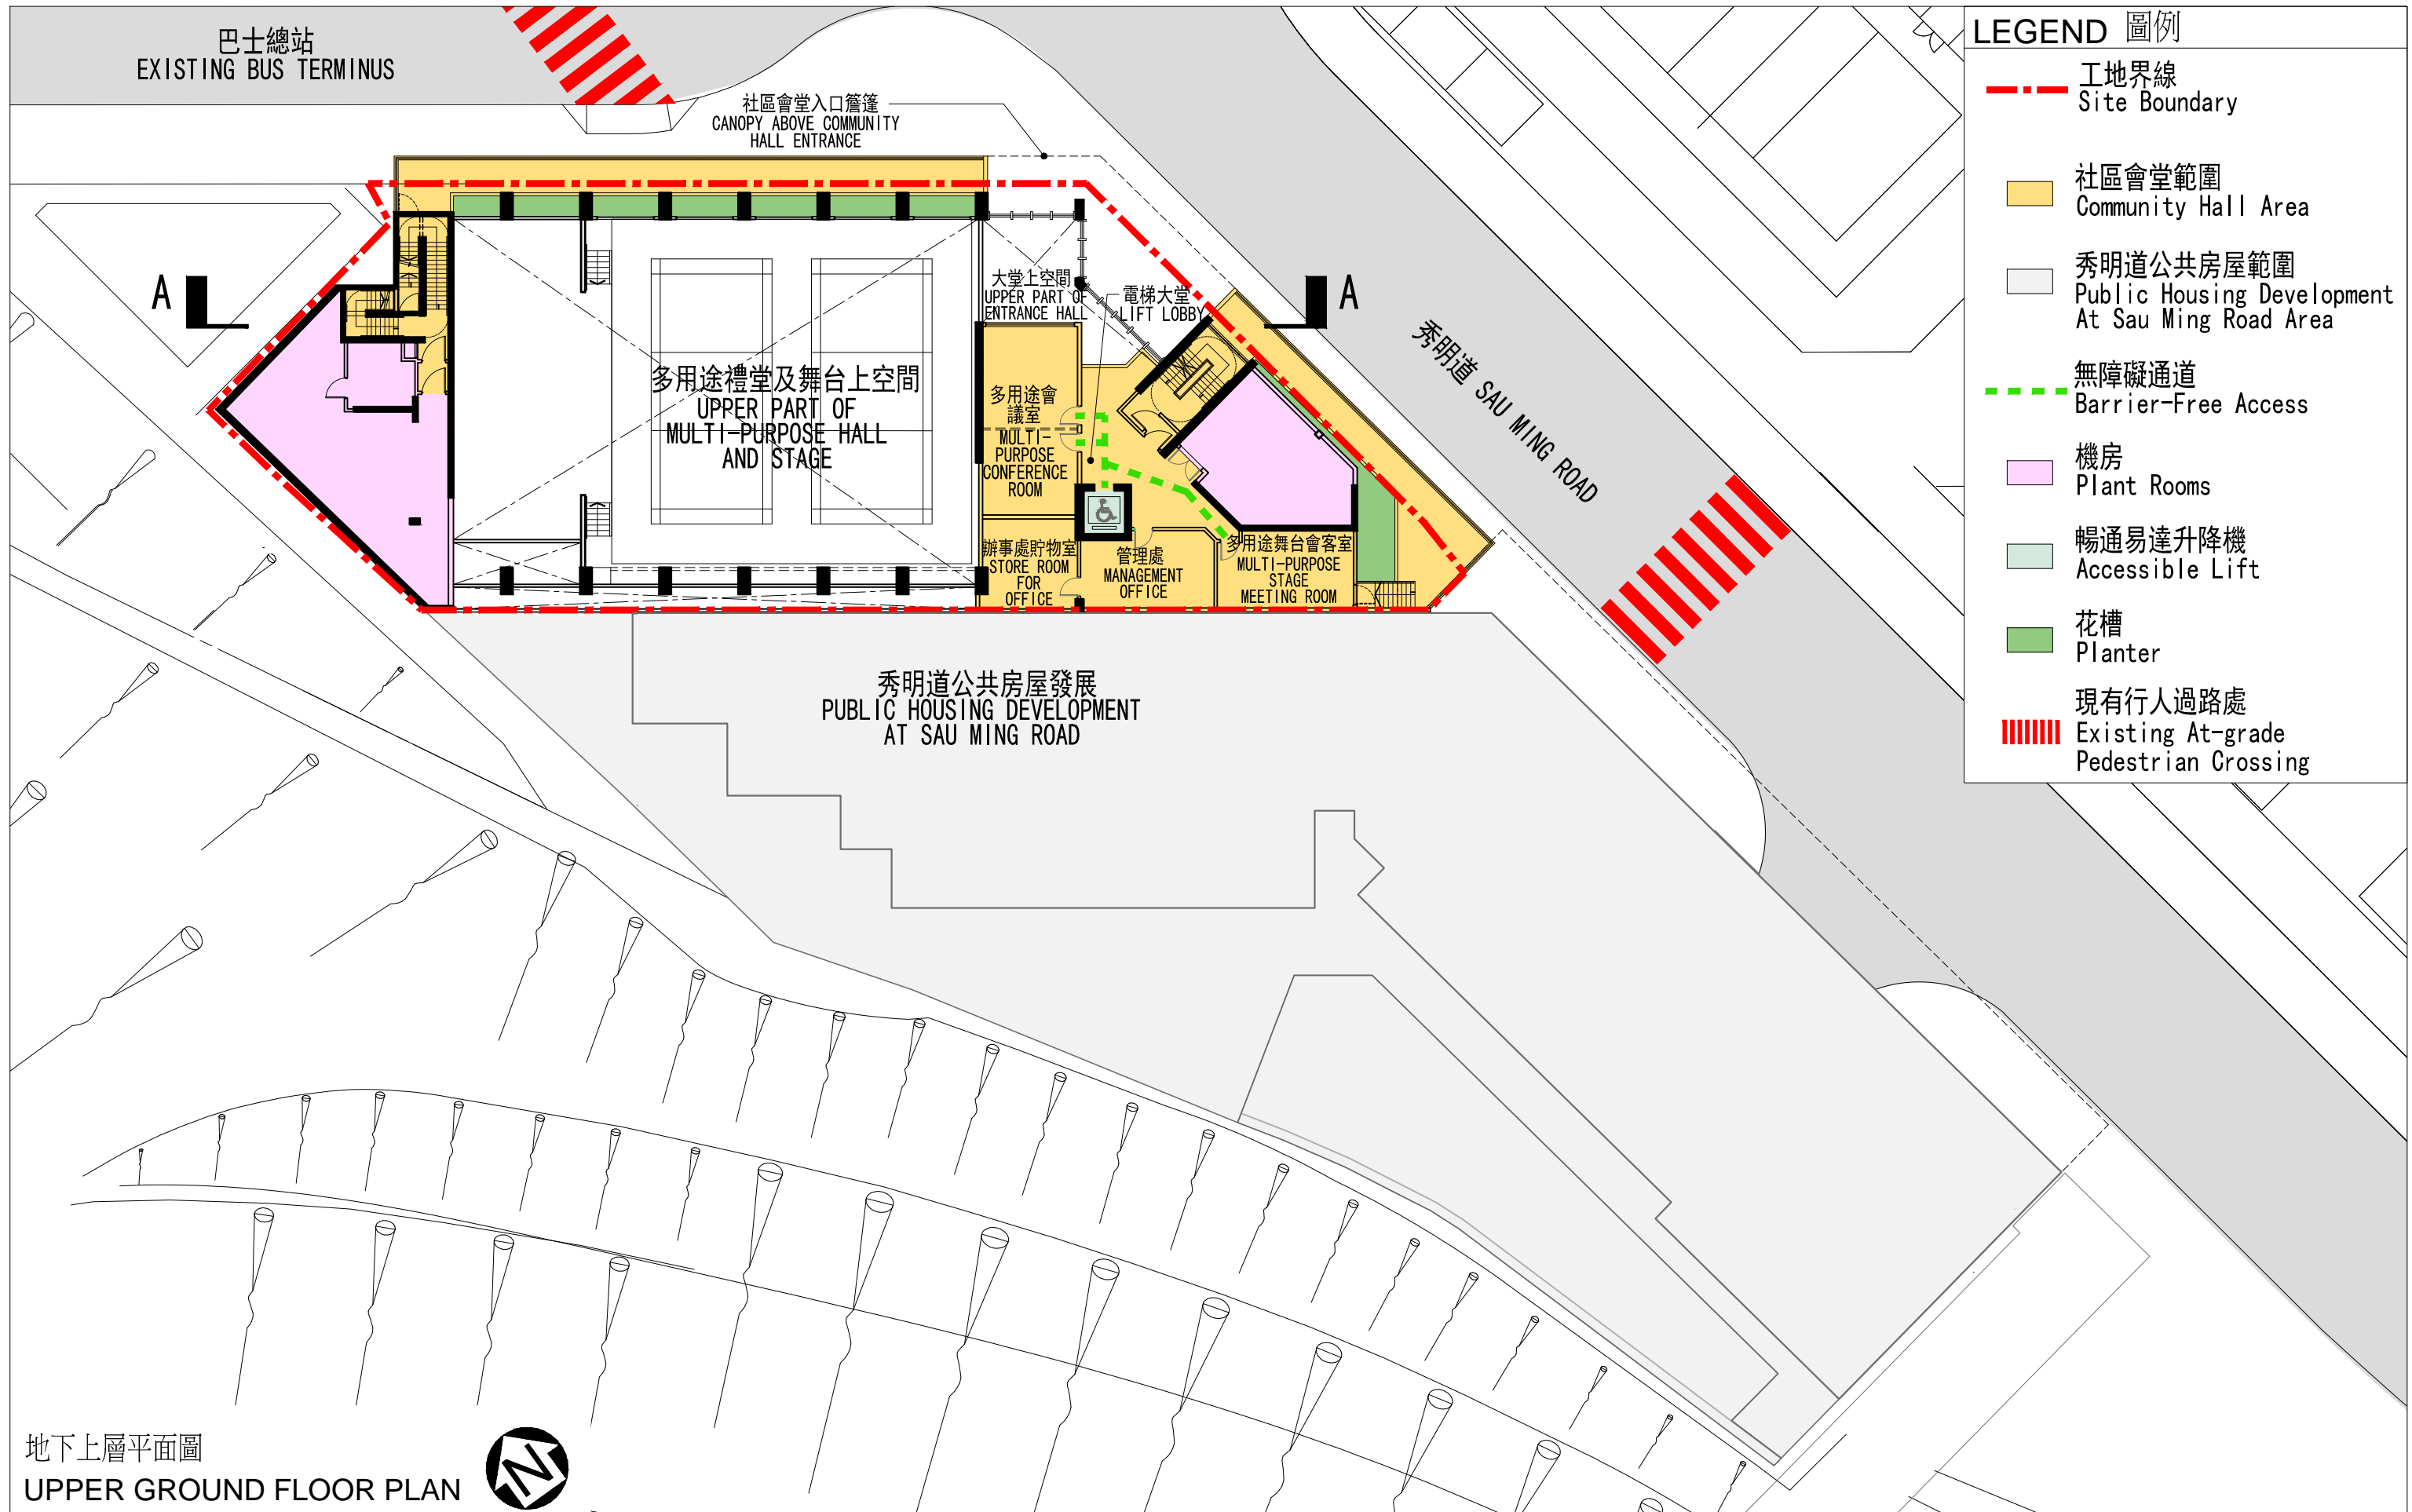 巴士總站
EXISTING BUS TERMINUS
社區會堂入口簷篷
CANOPY ABOVE COMMUNITY
HALL ENTRANCE
A
A
大堂上空間
UPPER PART OF
ENTRANCE HALL
電梯大堂
LIFT LOBBY
秀明道 SAU MING ROAD
多用途禮堂及舞台上空間
UPPER PART OF
MULTI-PURPOSE HALL
AND STAGE
多用途會
議室
MULTI-
PURPOSE
CONFERENCE
ROOM
辦事處貯物室
STORE ROOM
FOR
OFFICE
管理處
MANAGEMENT
OFFICE
多用途舞台會客室
MULTI-PURPOSE
STAGE
MEETING ROOM
秀明道公共房屋發展
PUBLIC HOUSING DEVELOPMENT
AT SAU MING ROAD
LEGEND 圖例
工地界線
Site Boundary
社區會堂範圍
Community Hall Area
秀明道公共房屋範圍
Public Housing Development
At Sau Ming Road Area
無障礙通道
Barrier-Free Access
機房
Plant Rooms
暢通易達升降機
Accessible Lift
花槽
Planter
現有行人過路處
Existing At-grade
Pedestrian Crossing
地下上層平面圖
UPPER GROUND FLOOR PLAN
N